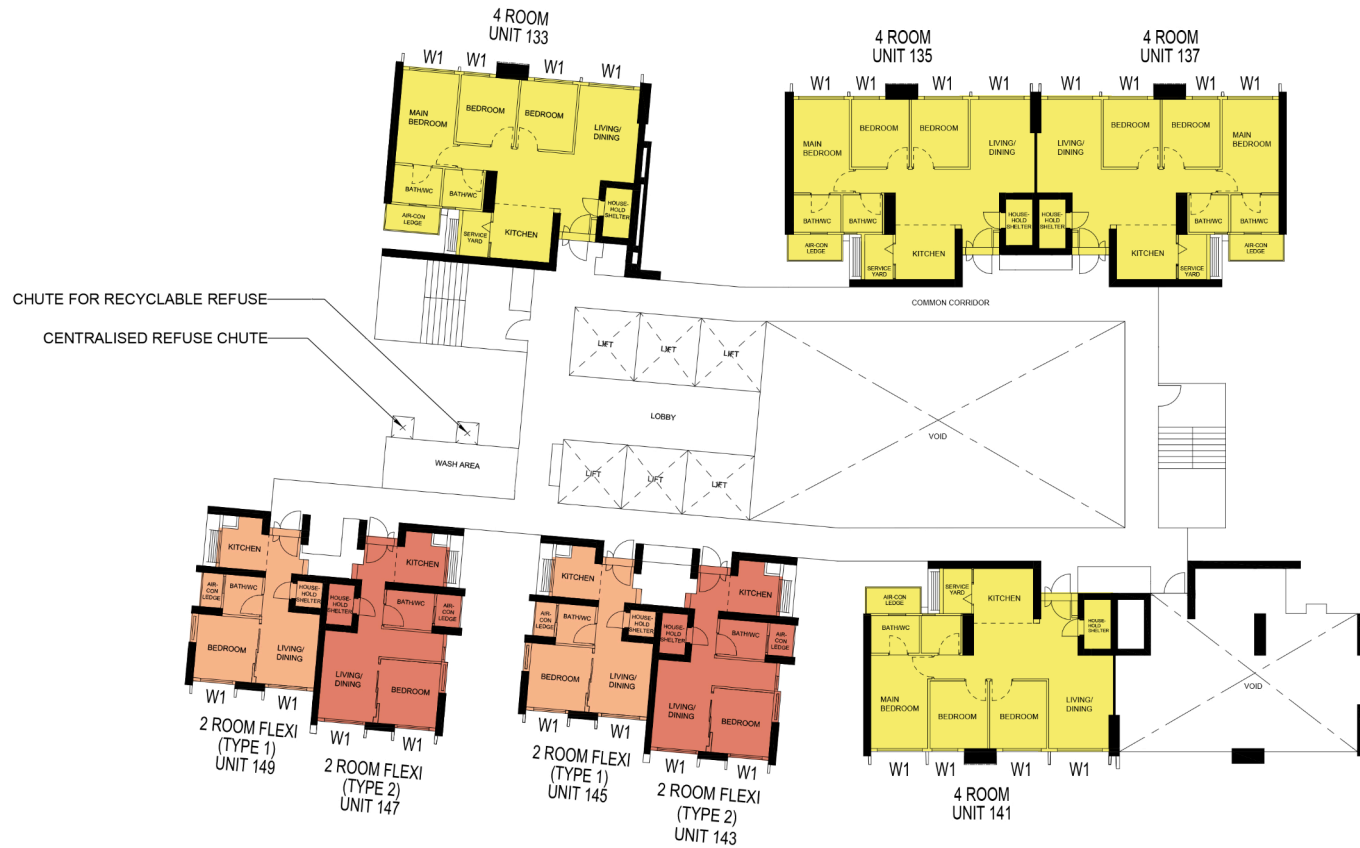 4 ROOM
UNIT 133
W1
W1
W1
W1
MAIN
BEDROOM
BEDROOM
BEDROOM
LIVING/
DINING
BATH/WC
BATH/WC
AIR-CON
LEDGE
SERVICE
YARD
KITCHEN
HOUSE-
HOLD
SHELTER
4 ROOM
UNIT 135
W1
W1
W1
W1
MAIN
BEDROOM
BEDROOM
BEDROOM
LIVING/
DINING
BATH/WC
BATH/WC
AIR-CON
LEDGE
SERVICE
YARD
KITCHEN
HOUSE-
HOLD
SHELTER
4 ROOM
UNIT 137
W1
W1
W1
W1
LIVING/
DINING
BEDROOM
BEDROOM
MAIN
BEDROOM
HOUSE-
HOLD
SHELTER
KITCHEN
SERVICE
YARD
BATH/WC
BATH/WC
AIR-CON
LEDGE
CHUTE FOR RECYCLABLE REFUSE
CENTRALISED REFUSE CHUTE
COMMON CORRIDOR
LIFT
LIFT
LIFT
LOBBY
VOID
WASH AREA
LIFT
LIFT
LIFT
KITCHEN
AIR-
CON
LEDGE
BATH/WC
HOUSE-
HOLD
SHELTER
BEDROOM
LIVING/
DINING
W1
W1
2 ROOM FLEXI
(TYPE 1)
UNIT 149
KITCHEN
HOUSE-
HOLD
SHELTER
BATH/WC
AIR-
CON
LEDGE
LIVING/
DINING
BEDROOM
W1
W1
2 ROOM FLEXI
(TYPE 2)
UNIT 147
KITCHEN
AIR-
CON
LEDGE
BATH/WC
HOUSE-
HOLD
SHELTER
BEDROOM
LIVING/
DINING
W1
W1
2 ROOM FLEXI
(TYPE 1)
UNIT 145
KITCHEN
HOUSE-
HOLD
SHELTER
BATH/WC
AIR-
CON
LEDGE
LIVING/
DINING
BEDROOM
W1
W1
2 ROOM FLEXI
(TYPE 2)
UNIT 143
AIR-CON
LEDGE
SERVICE
YARD
KITCHEN
HOUSE-
HOLD
SHELTER
BATH/WC
MAIN
BEDROOM
BEDROOM
BEDROOM
LIVING/
DINING
W1
W1
W1
W1
4 ROOM
UNIT 141
VOID